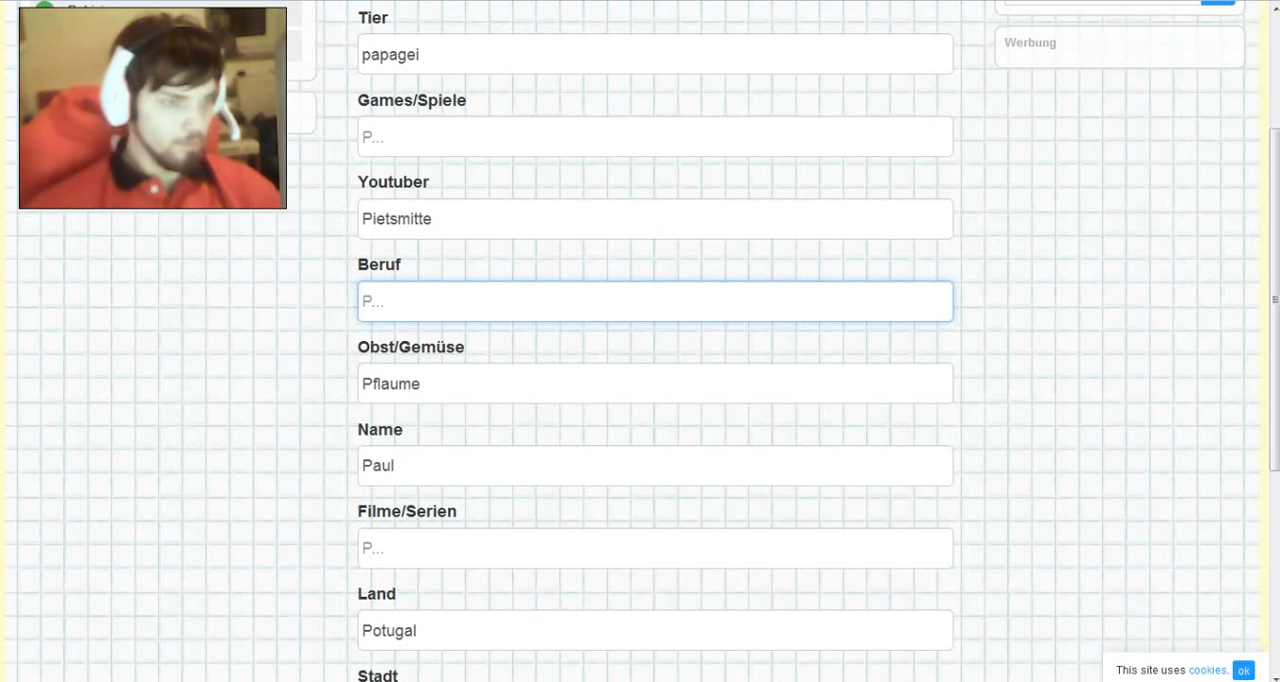 Tier
papagei
Games/Spiele
P...
Youtuber
Pietsmitte
Beruf
P...
Obst/Gemüse
Pflaume
Name
Paul
Filme/Serien
P...
Land
Potugal
Stadt
Werbung
This site uses cookies. ok